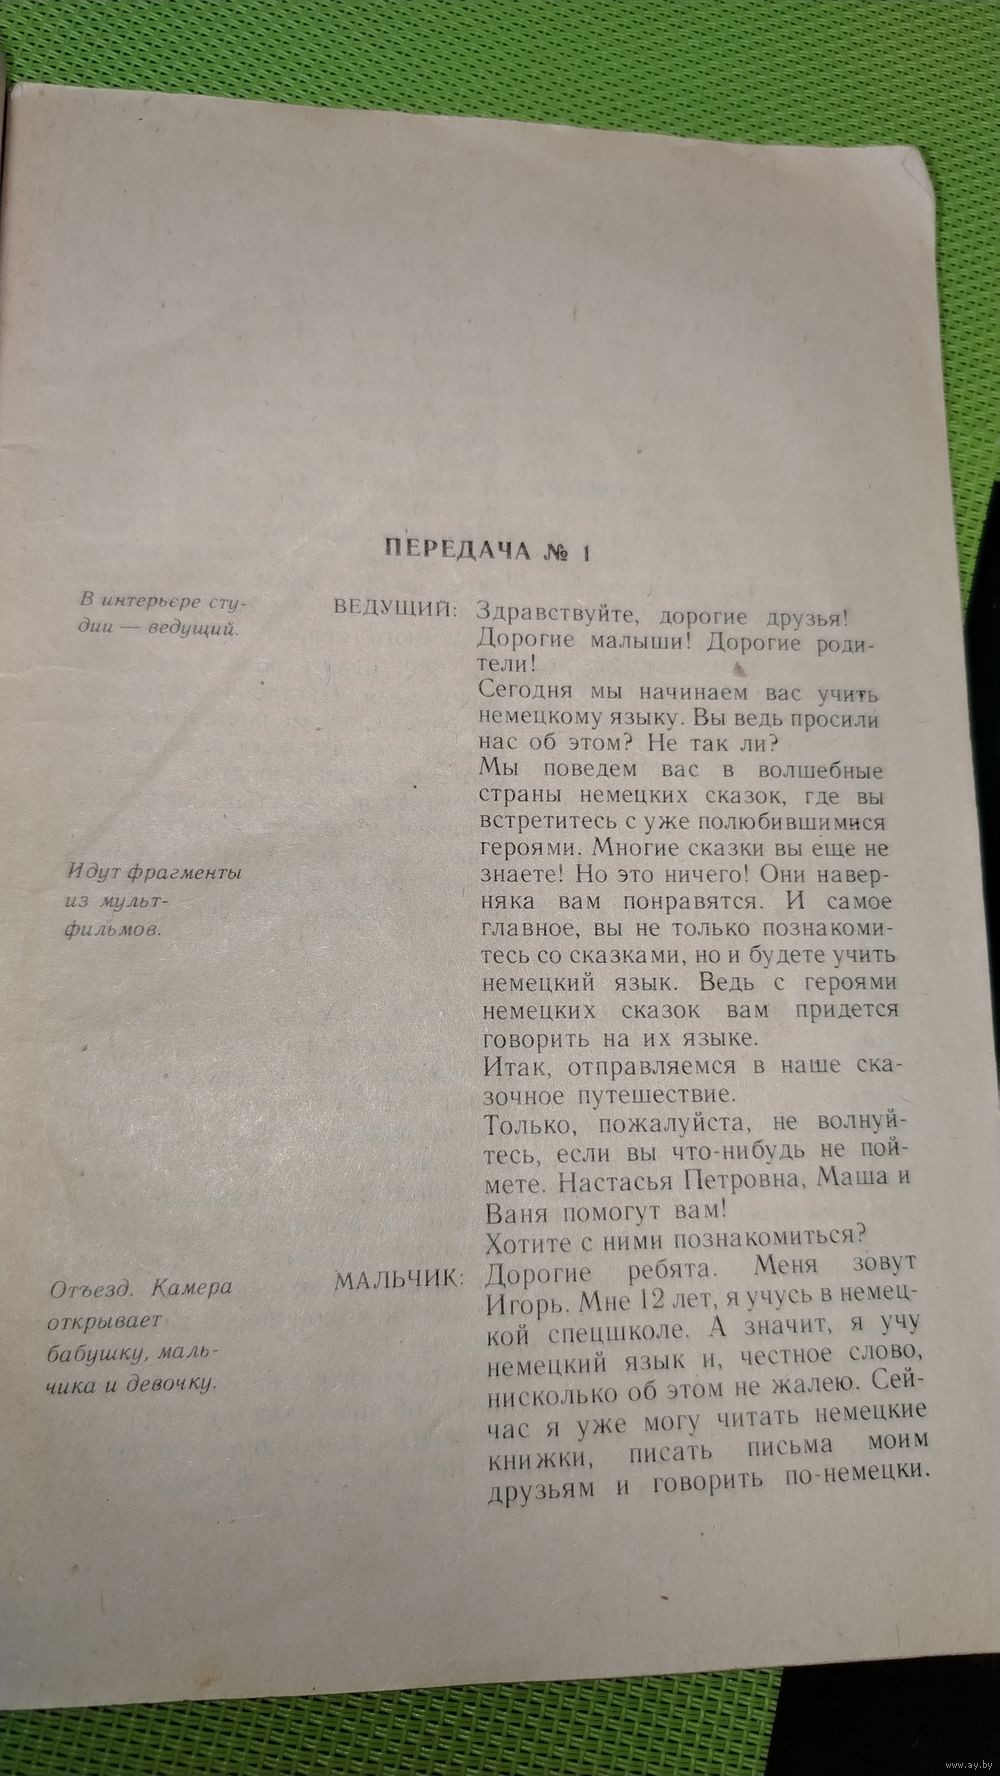 ПЕРЕДАЧА № 1
В интерьере сту-
дии — ведущий.
ВЕДУЩИЙ: Здравствуйте, дорогие друзья!
Дорогие малыши! Дорогие роди-
тели!
Сегодня мы начинаем вас учить
немецкому языку. Вы ведь просили
нас об этом? Не так ли?
Мы поведем вас в волшебные
страны немецких сказок, где вы
встретитесь с уже полюбившимися
героями. Многие сказки вы еще не
Идут фрагменты
из мульт-
фильмов.
знаете! Но это ничего! Они навер-
няка вам понравятся. И самое
главное, вы не только познакоми-
тесь со сказками, но и будете учить
немецкий язык. Ведь с героями
немецких сказок вам придется
говорить на их языке.
Итак, отправляемся в наше ска-
зочное путешествие.
Только, пожалуйста, не волнуй-
тесь, если вы что-нибудь не пой-
мете. Настасья Петровна, Маша и
Ваня помогут вам!
Хотите с ними познакомиться?
Отъезд. Камера
открывает
бабушку, маль-
чика и девочку.
МАЛЬЧИК: Дорогие ребята. Меня зовут
Игорь. Мне 12 лет, я учусь в немец-
кой спецшколе. А значит, я учу
немецкий язык и, честное слово,
нисколько об этом не жалею. Сей-
час я уже могу читать немецкие
книжки, писать письма моим
друзьям и говорить по-немецки.
www.ay.by